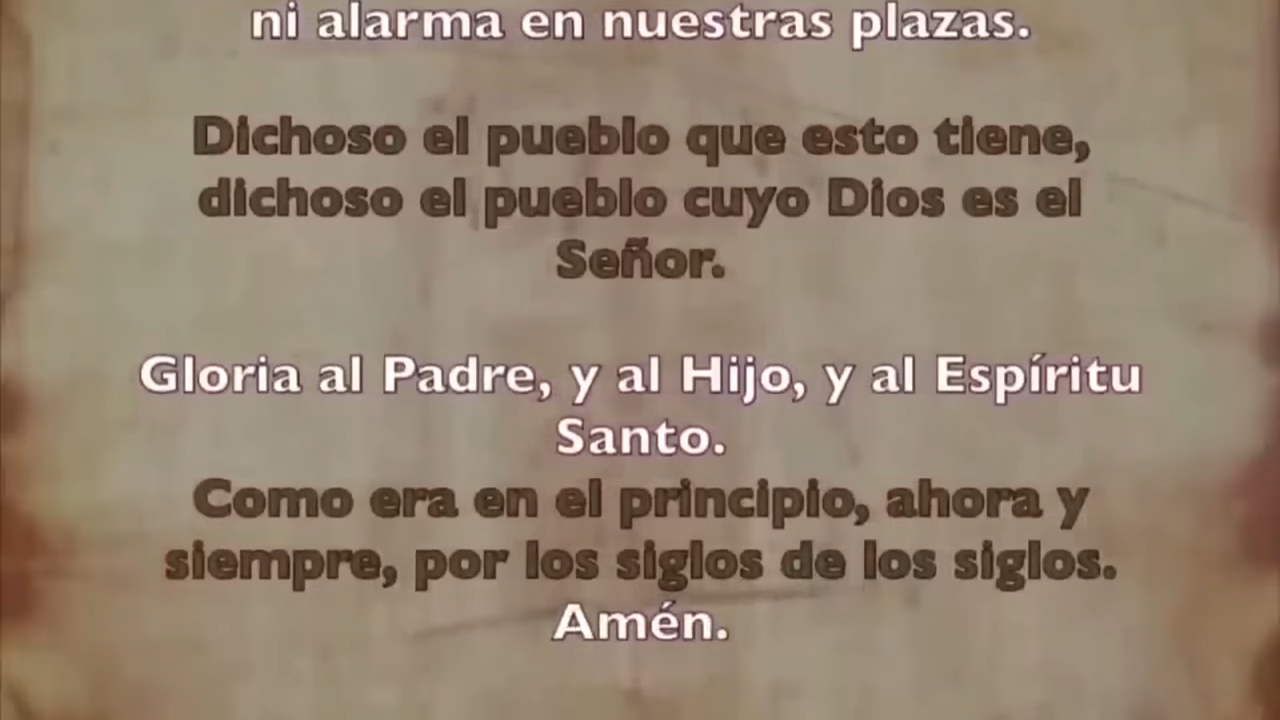 ni alarma en nuestras plazas.
Dichoso el pueblo que esto tiene,
dichoso el pueblo cuyo Dios es el
Señor.
Gloria al Padre, y al Hijo, y al Espíritu
Santo.
Como era en el principio, ahora y
siempre, por los siglos de los siglos.
Amén.